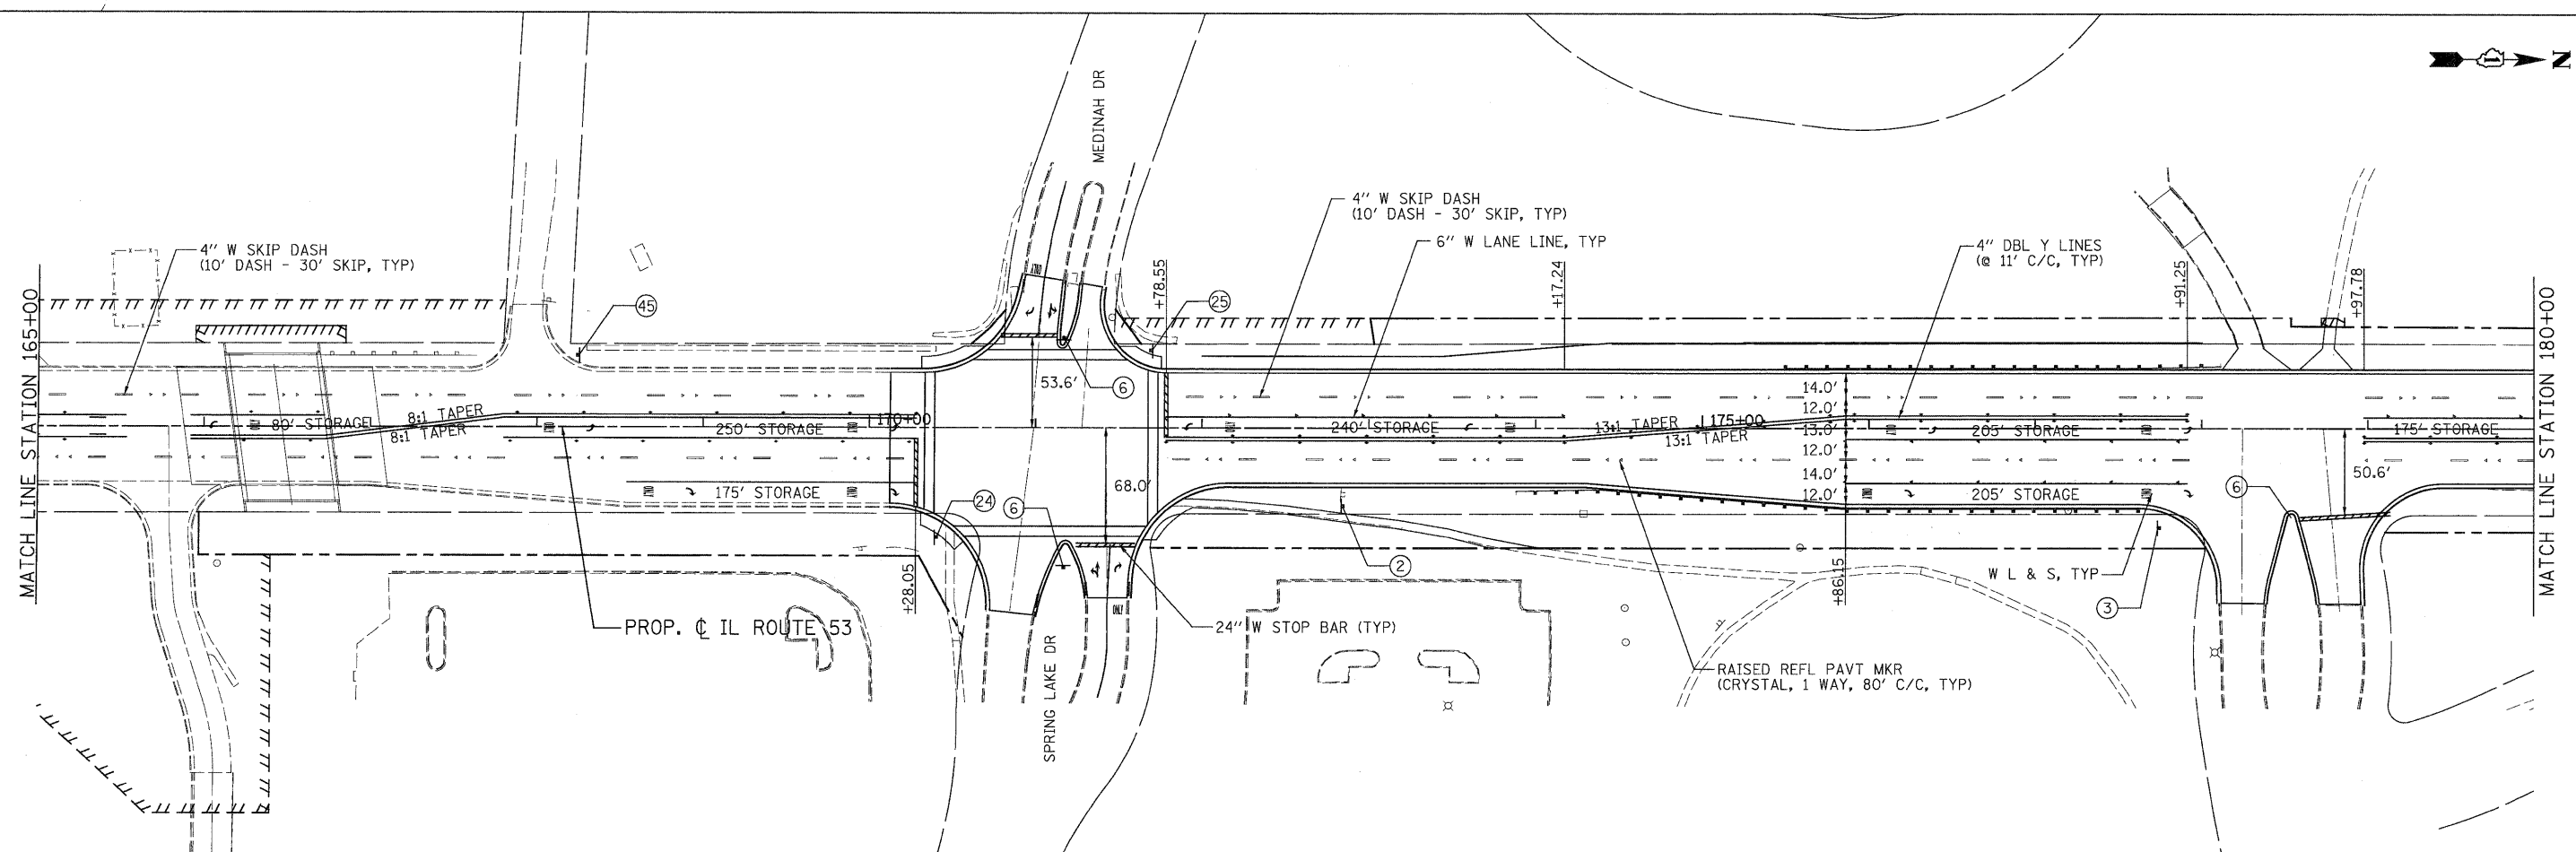 N
1
MEDINAH DR
4" W SKIP DASH
(10' DASH - 30' SKIP, TYP)
6" W LANE LINE, TYP
4" DBL Y LINES
(@ 11' C/C, TYP)
4" W SKIP DASH
(10' DASH - 30' SKIP, TYP)
+78.55
+17.24
+91.25
+97.78
MATCH LINE STATION 165+00
MATCH LINE STATION 180+00
45
25
6
53.6'
ONLY
14.0'
12.0'
13.0'
12.0'
14.0'
12.0'
80' STORAGE
8:1 TAPER
8:1 TAPER
250' STORAGE
170+00
240' STORAGE
13:1 TAPER
175+00
13:1 TAPER
205' STORAGE
175' STORAGE
50.6'
175' STORAGE
68.0'
205' STORAGE
24
6
6
2
W L & S, TYP
3
+28.05
+86.15
ONLY
PROP. ℄ IL ROUTE 53
24" W STOP BAR (TYP)
SPRING LAKE DR
RAISED REFL PAVT MKR
(CRYSTAL, 1 WAY, 80' C/C, TYP)